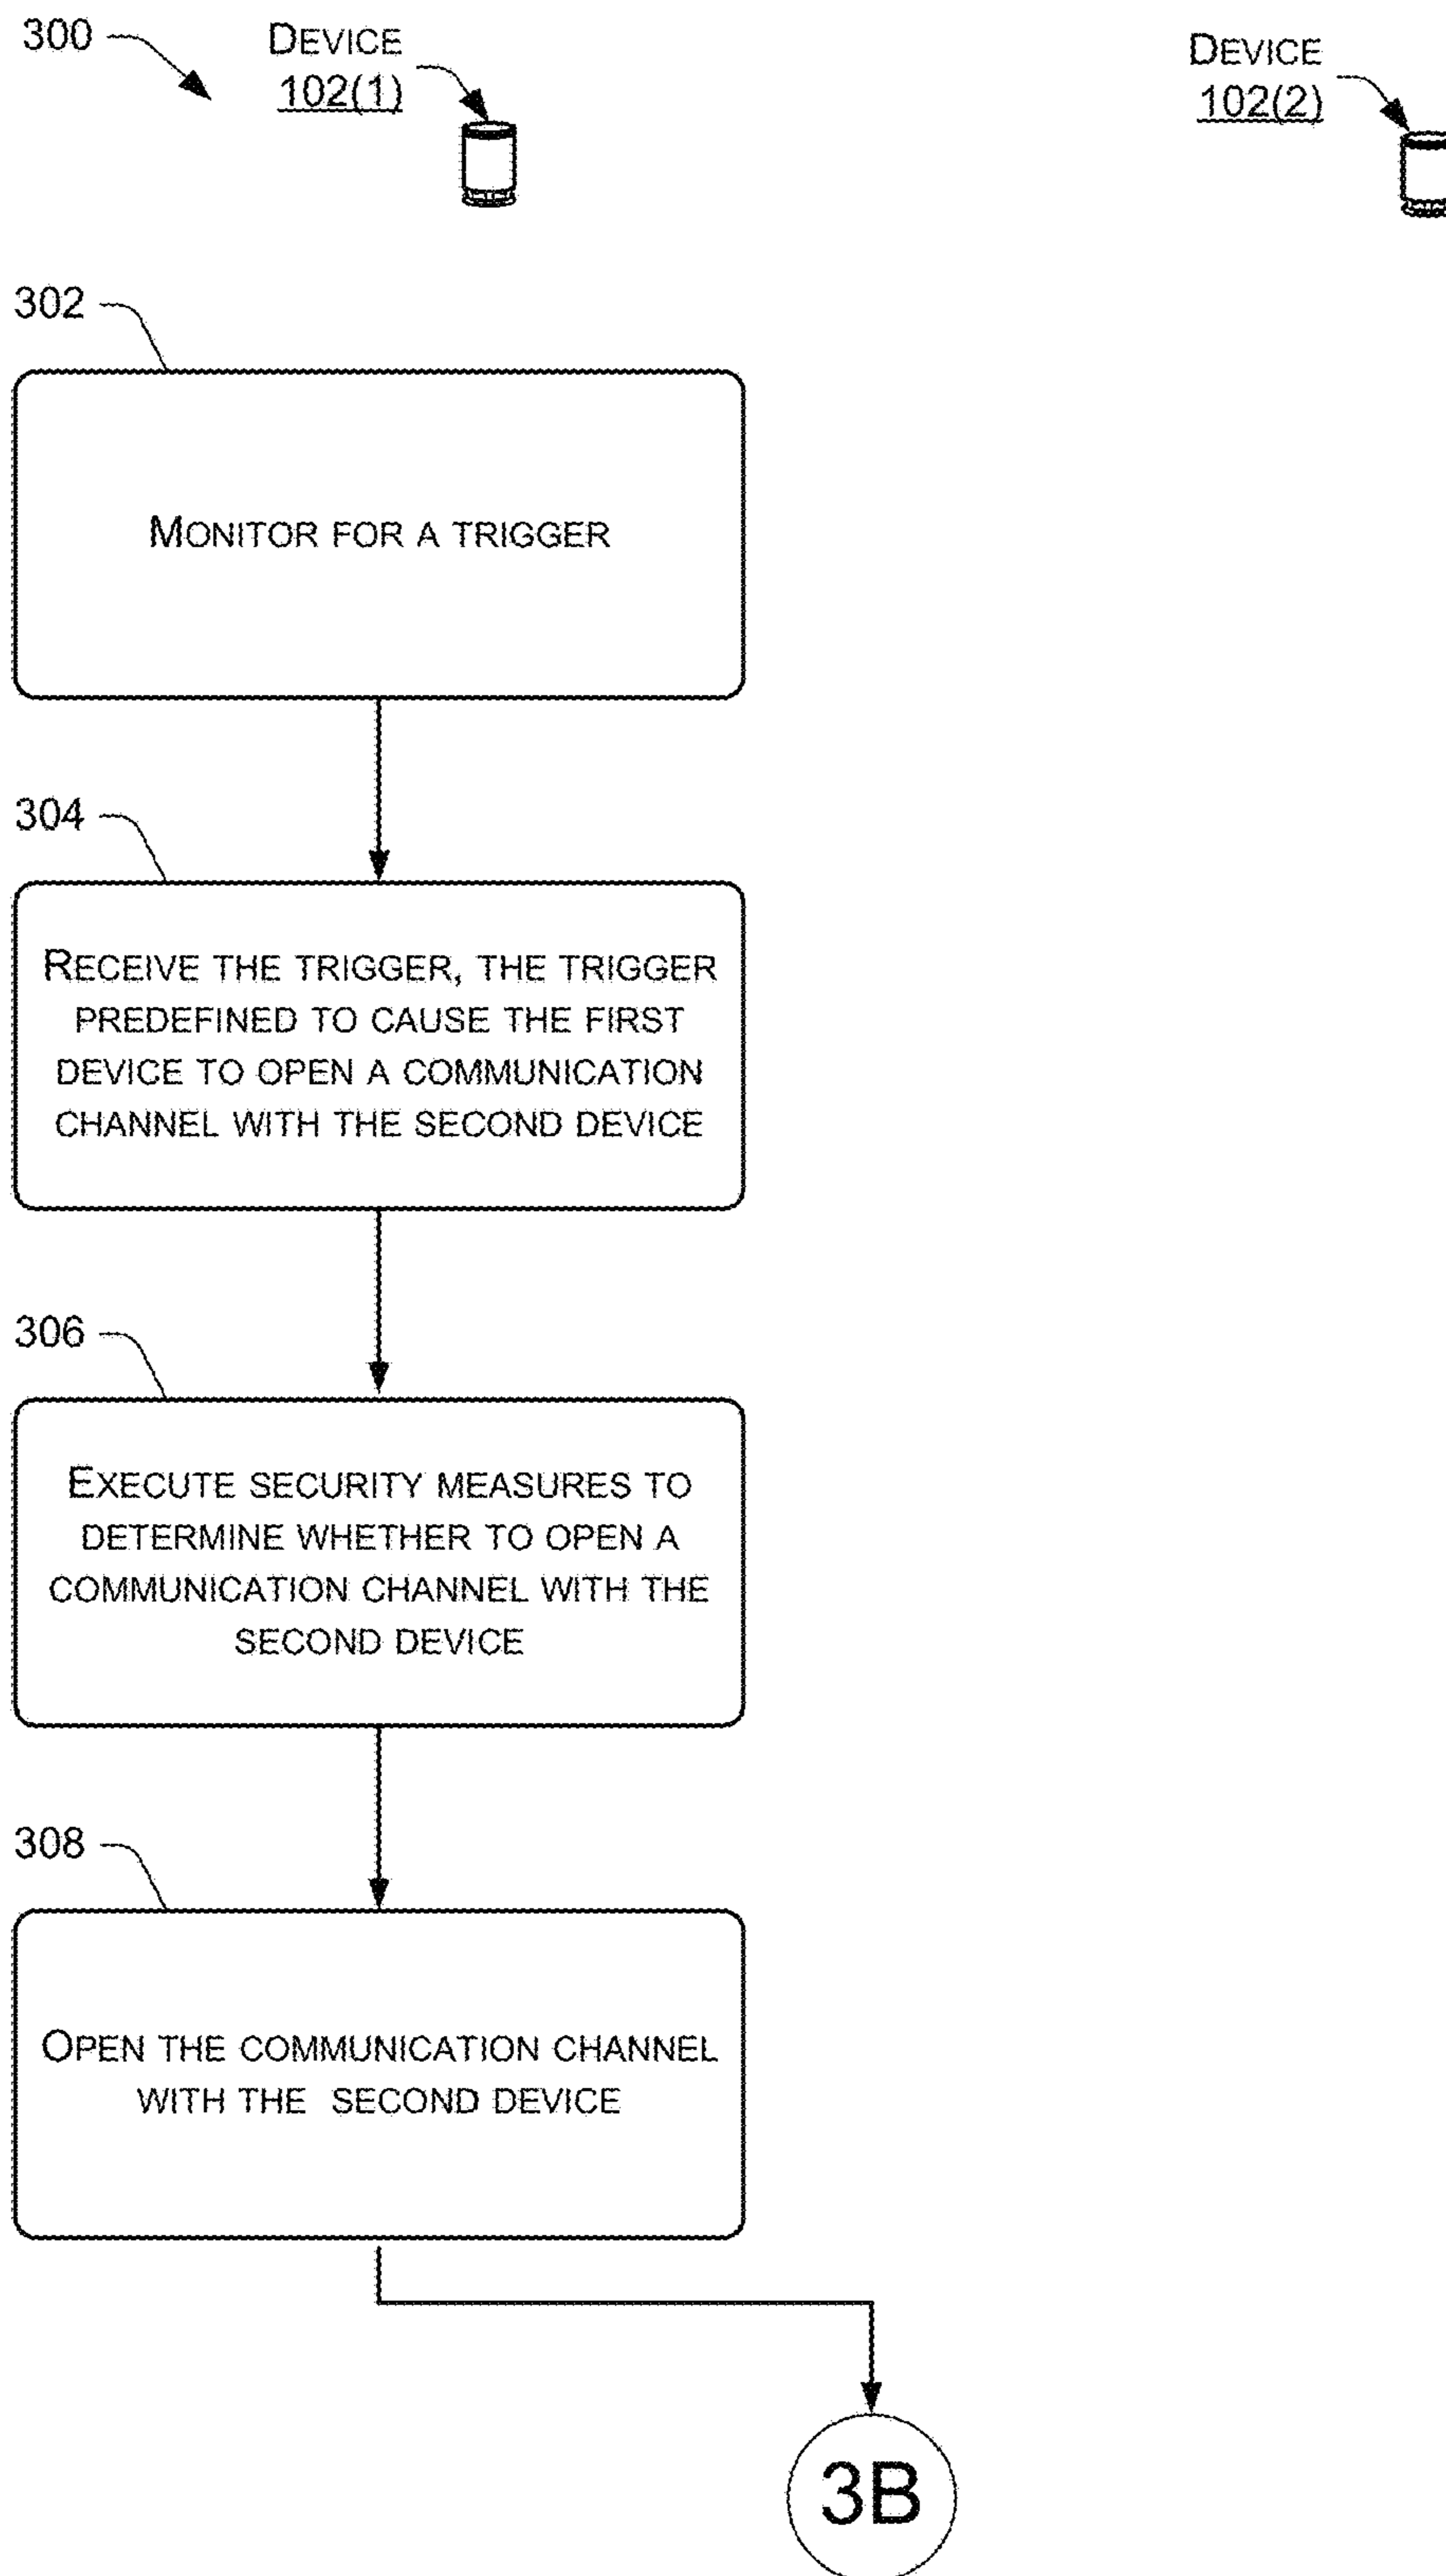 300
DEVICE
102(1)
DEVICE
102(2)
302
MONITOR FOR A TRIGGER
304
RECEIVE THE TRIGGER, THE TRIGGER
PREDEFINED TO CAUSE THE FIRST
DEVICE TO OPEN A COMMUNICATION
CHANNEL WITH THE SECOND DEVICE
306
EXECUTE SECURITY MEASURES TO
DETERMINE WHETHER TO OPEN A
COMMUNICATION CHANNEL WITH THE
SECOND DEVICE
308
OPEN THE COMMUNICATION CHANNEL
WITH THE SECOND DEVICE
3B